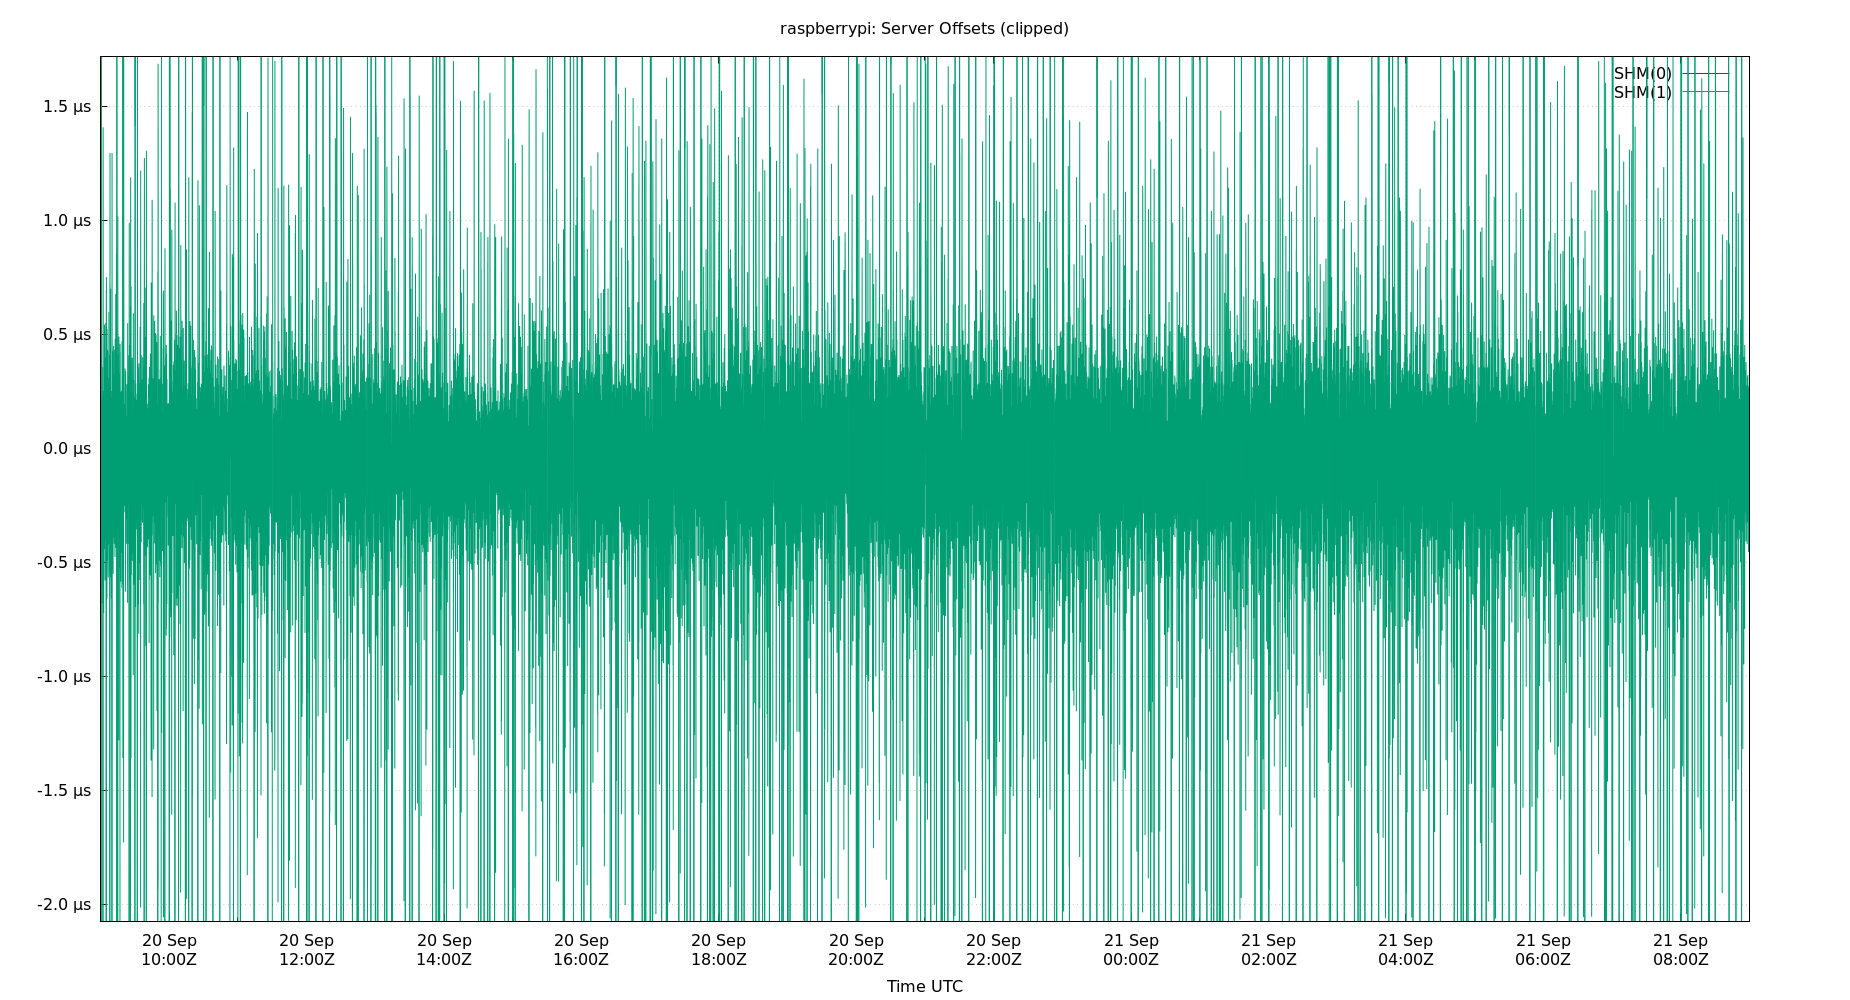 raspberrypi: Server Offsets (clipped)
SHM(0)
SHM(1)
1.5 µs
1.0 µs
0.5 µs
0.0 µs
-0.5 µs
-1.0 µs
-1.5 µs
-2.0 µs
20 Sep 20 Sep 20 Sep 20 Sep 20 Sep 20 Sep 20 Sep 21 Sep 21 Sep 21 Sep 21 Sep 21 Sep
10:00Z 12:00Z 14:00Z 16:00Z 18:00Z 20:00Z 22:00Z 00:00Z 02:00Z 04:00Z 06:00Z 08:00Z
Time UTC